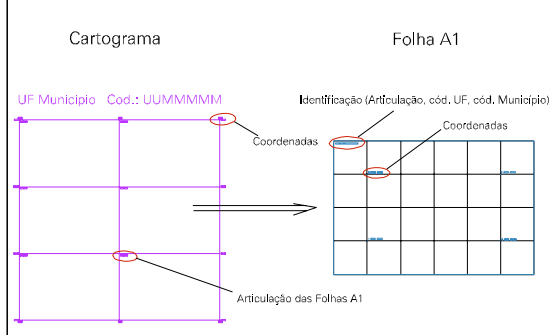 Cartograma
Folha A1
UF Municipio Cod.: UUMMMMM
Identificação (Articulação, cód. UF, cód. Município)
Coordenadas
Coordenadas
Articulação das Folhas A1